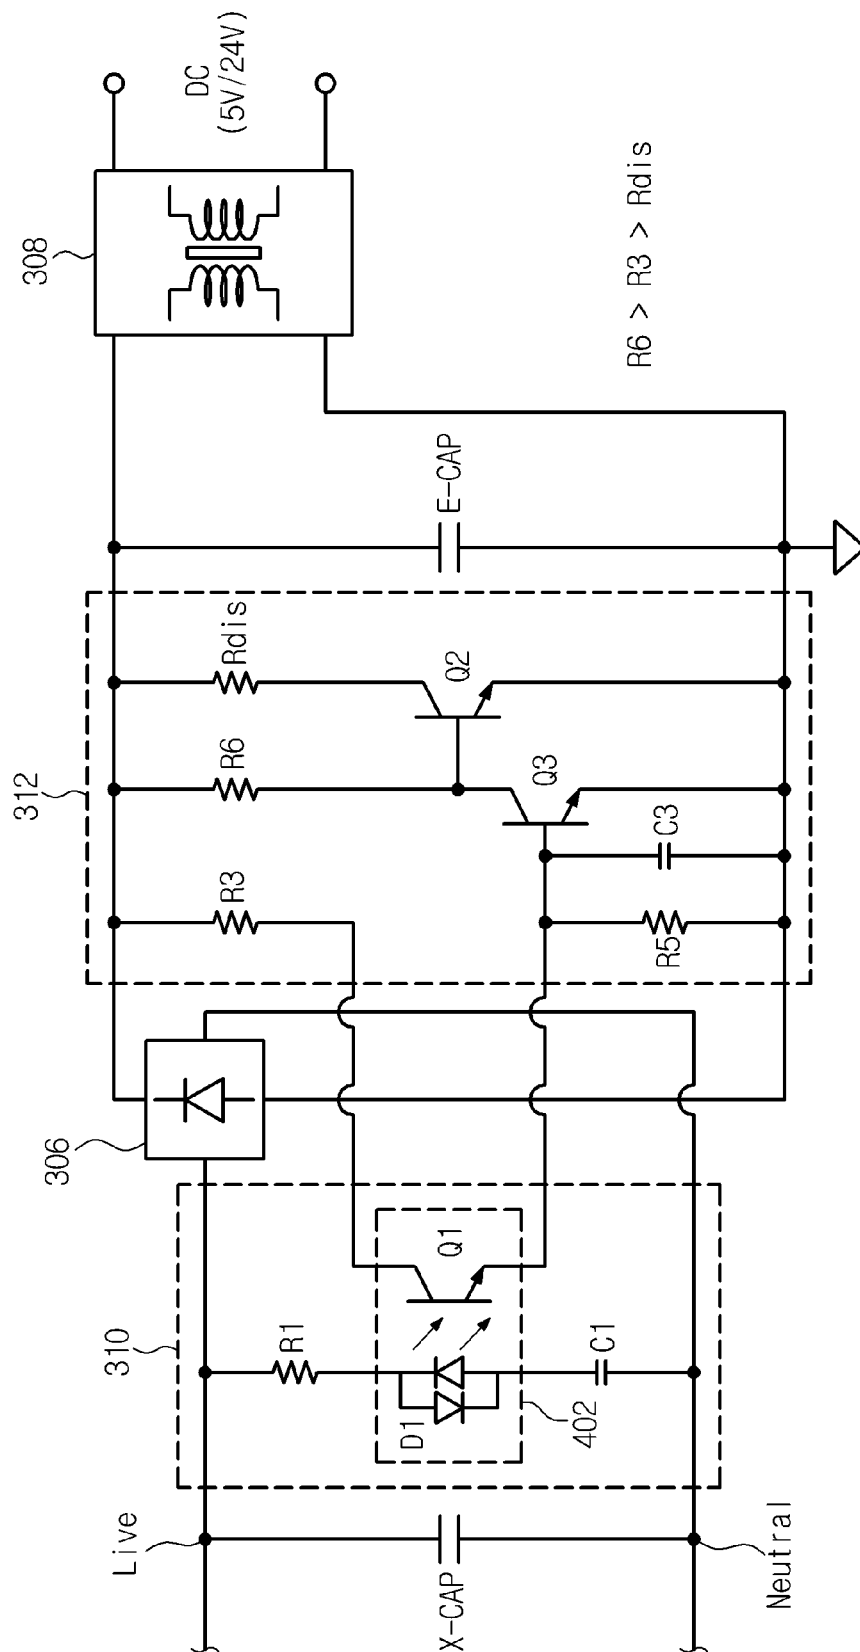 Live
X-CAP
Neutral
310
R1
D1
C1
402
Q1
306
312
R3
R5
C3
R6
Q3
Rdis
Q2
E-CAP
308
DC
(5V/24V)
R6 > R3 > Rdis